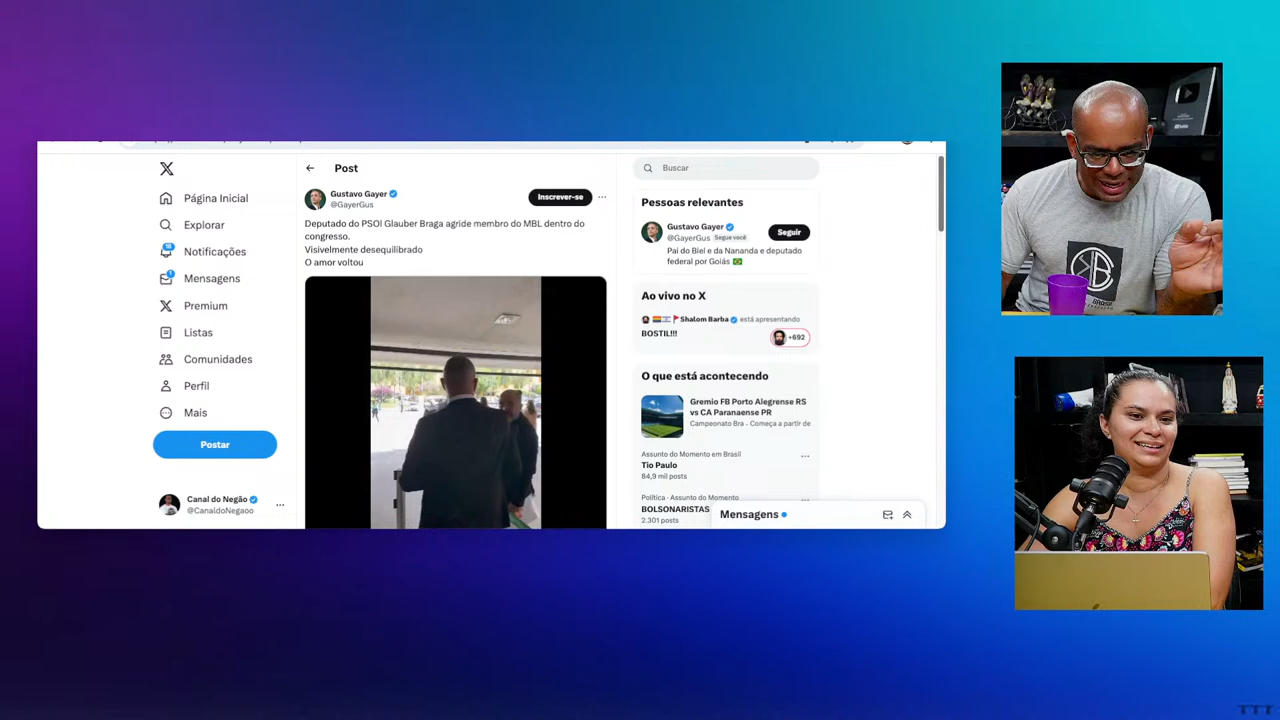 Página Inicial
Explorar
18
Notificações
1
Mensagens
Premium
Listas
Comunidades
Perfil
Mais
Postar
Canal do Negão
@CanaldoNegaoo
Post
Gustavo Gayer
@GayerGus
Inscrever-se
Deputado do PSOl Glauber Braga agride membro do MBL dentro do
congresso.
Visivelmente desequilibrado
O amor voltou
Buscar
Pessoas relevantes
Gustavo Gayer
@GayerGus Segue você
Seguir
Pai do Biel e da Nananda e deputado
federal por Goiás
Ao vivo no X
Shalom Barba está apresentando
BOSTIL!!!
+692
O que está acontecendo
Gremio FB Porto Alegrense RS
vs CA Paranaense PR
Campeonato Bra · Começa a partir de
Assunto do Momento em Brasil
Tio Paulo
84,9 mil posts
Política · Assunto do Momento
BOLSONARISTAS
2.301 posts
Mensagens
BRASIL